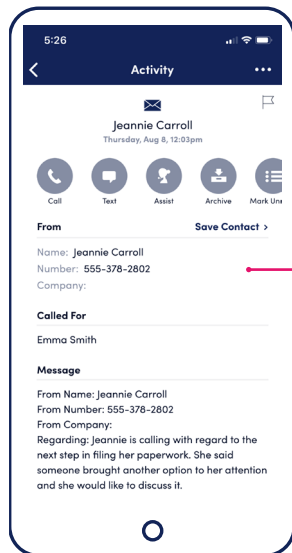 5:26
Activity
Jeannie Carroll
Thursday, Aug 8, 12:03pm
Call Text Assist Archive Mark Unr
From Save Contact >
Name: Jeannie Carroll
Number: 555-378-2802
Company:
Called For
Emma Smith
Message
From Name: Jeannie Carroll
From Number: 555-378-2802
From Company:
Regarding: Jeannie is calling with regard to the
next step in filing her paperwork. She said
someone brought another option to her attention
and she would like to discuss it.